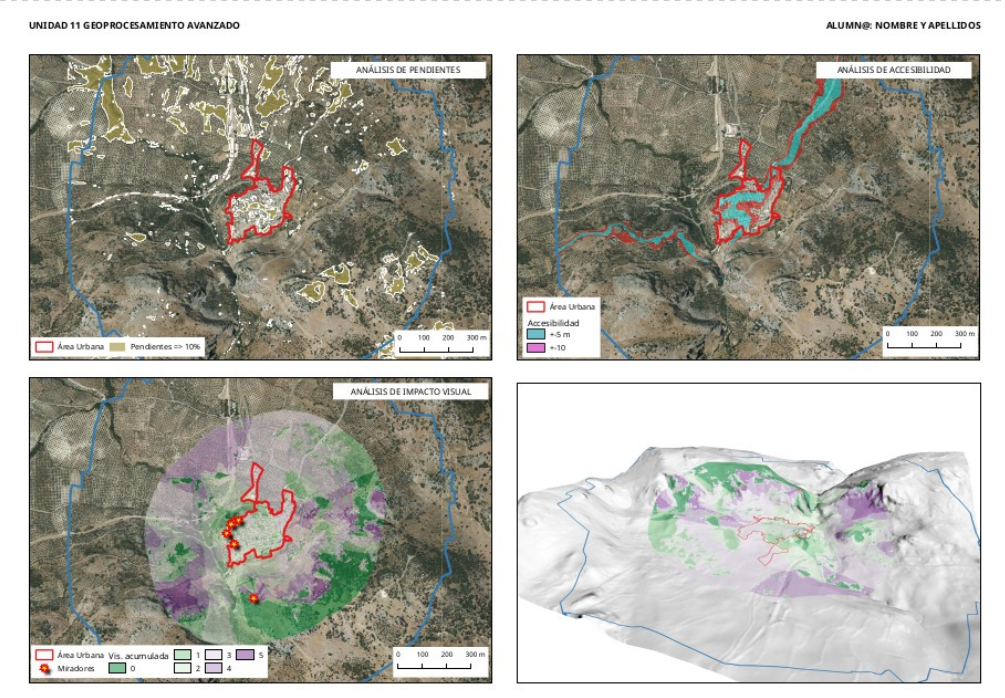 UNIDAD 11 GEOPROCESAMIENTO AVANZADO
ALUMN@: NOMBRE Y APELLIDOS
ANÁLISIS DE PENDIENTES
Área Urbana
Pendientes => 10%
0 100 200 300 m
ANÁLISIS DE ACCESIBILIDAD
Área Urbana
Accesibilidad
+-5 m
+-10
0 100 200 300 m
ANÁLISIS DE IMPACTO VISUAL
Área Urbana Vis. acumulada 1 3 5
Miradores 0 2 4
0 100 200 300 m